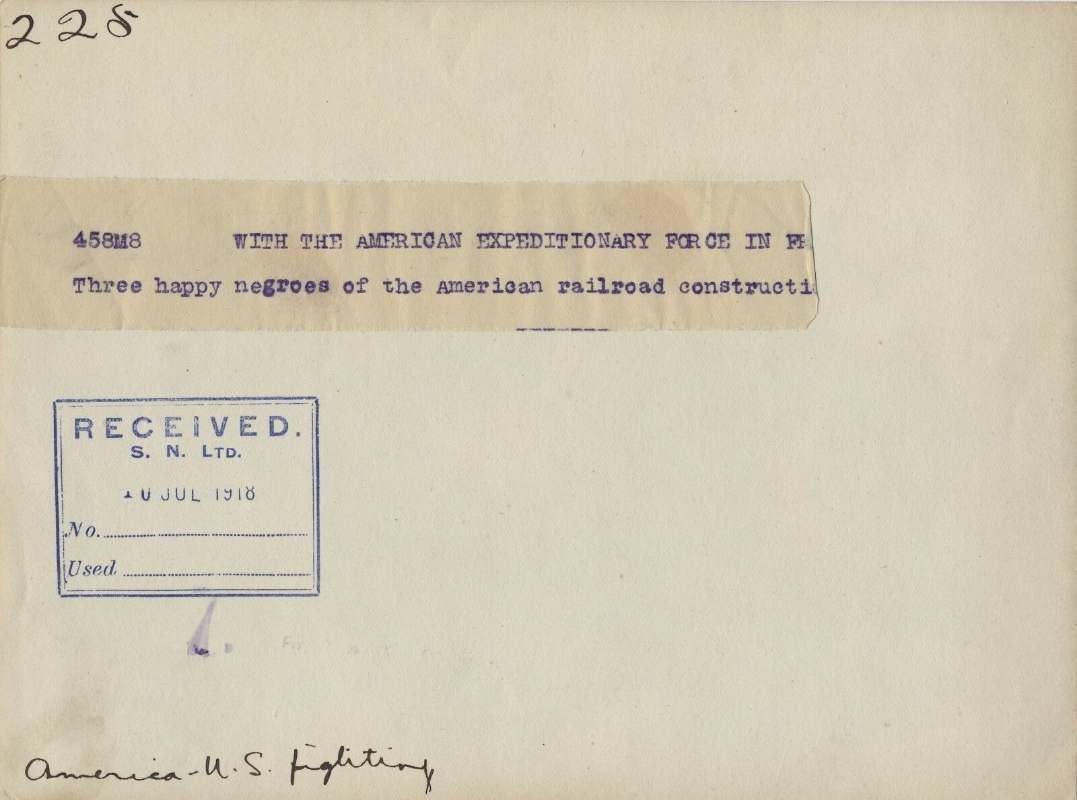 228
458M8 WITH THE AMERICAN EXPEDITIONARY FORCE IN
Three happy negroes of the American railroad constructi
RECEIVED.
S. N. LTD.
10 JUL 1918
No.
Used
America-U.S. fighting